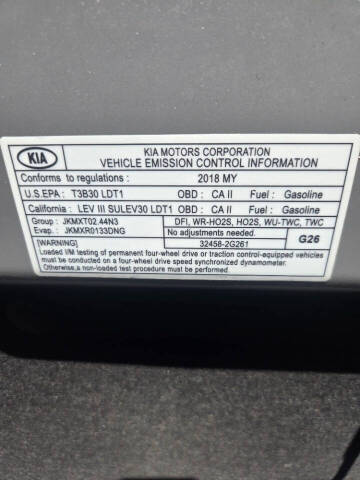 KIA
KIA MOTORS CORPORATION
VEHICLE EMISSION CONTROL INFORMATION
Conforms to regulations : 2018 MY
U.S.EPA : T3B30 LDT1 OBD : CA II Fuel : Gasoline
California : LEV III SULEV30 LDT1 OBD : CA II Fuel : Gasoline
Group : JKMXT02.44N3 DFI, WR-HO2S, HO2S, WU-TWC, TWC
Evap. : JKMXR0133DNG No adjustments needed. G26
[WARNING] 32458-2G261
Loaded I/M testing of permanent four-wheel drive or traction control-equipped vehicles
must be conducted on a four-wheel drive speed synchronized dynamometer.
Otherwise, a non-loaded test procedure must be performed.